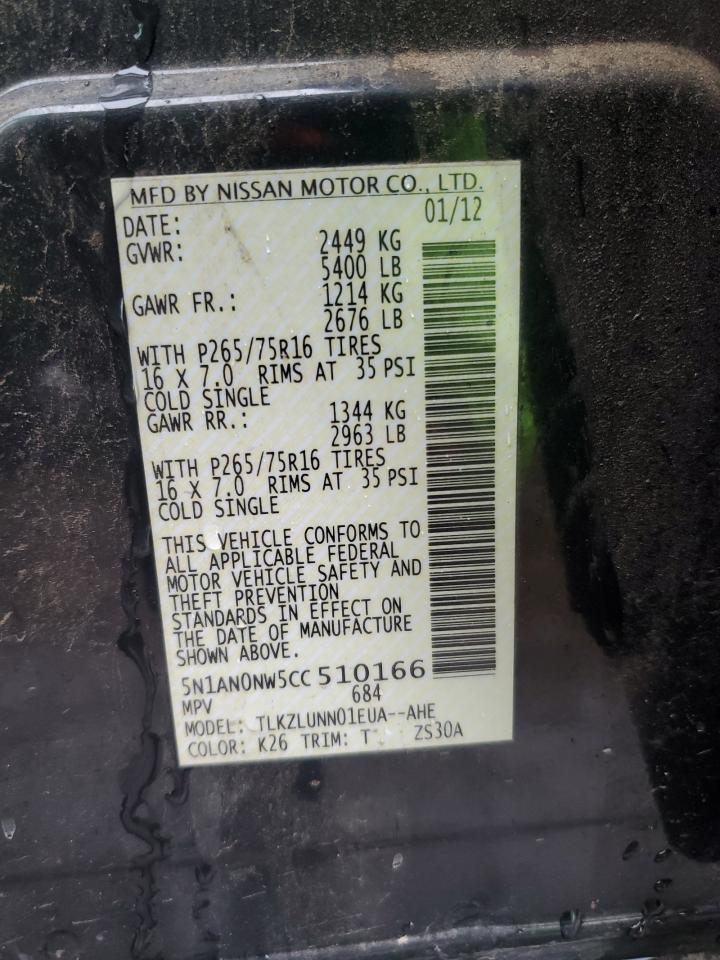 MFD BY NISSAN MOTOR CO., LTD.
DATE: 01/12
GVWR: 2449 KG
5400 LB
GAWR FR.: 1214 KG
2676 LB
WITH P265/75R16 TIRES
16 X 7.0 RIMS AT 35 PSI
COLD SINGLE
GAWR RR.: 1344 KG
2963 LB
WITH P265/75R16 TIRES
16 X 7.0 RIMS AT 35 PSI
COLD SINGLE
THIS VEHICLE CONFORMS TO
ALL APPLICABLE FEDERAL
MOTOR VEHICLE SAFETY AND
THEFT PREVENTION
STANDARDS IN EFFECT ON
THE DATE OF MANUFACTURE
SHOWN ABOVE.
5N1AN0NW5CC 510166
MPV 684
MODEL: TLKZLUNN01EUA--AHE
COLOR: K26 TRIM: T ZS30A